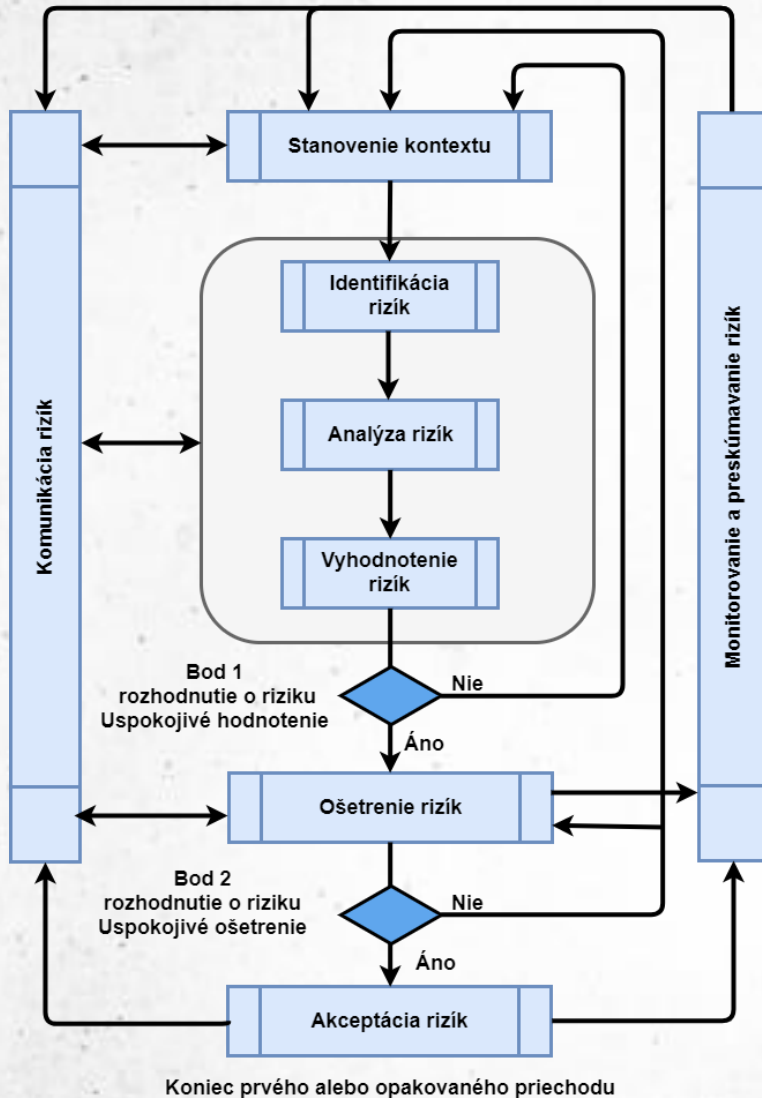 Stanovenie kontextu
Komunikácia rizík
Identifikácia
rizík
Analýza rizík
Vyhodnotenie
rizík
Monitorovanie a preskúmavanie rizík
Bod 1
rozhodnutie o riziku
Uspokojivé hodnotenie
Nie
Áno
Ošetrenie rizík
Bod 2
rozhodnutie o riziku
Uspokojivé ošetrenie
Nie
Áno
Akceptácia rizík
Koniec prvého alebo opakovaného priechodu